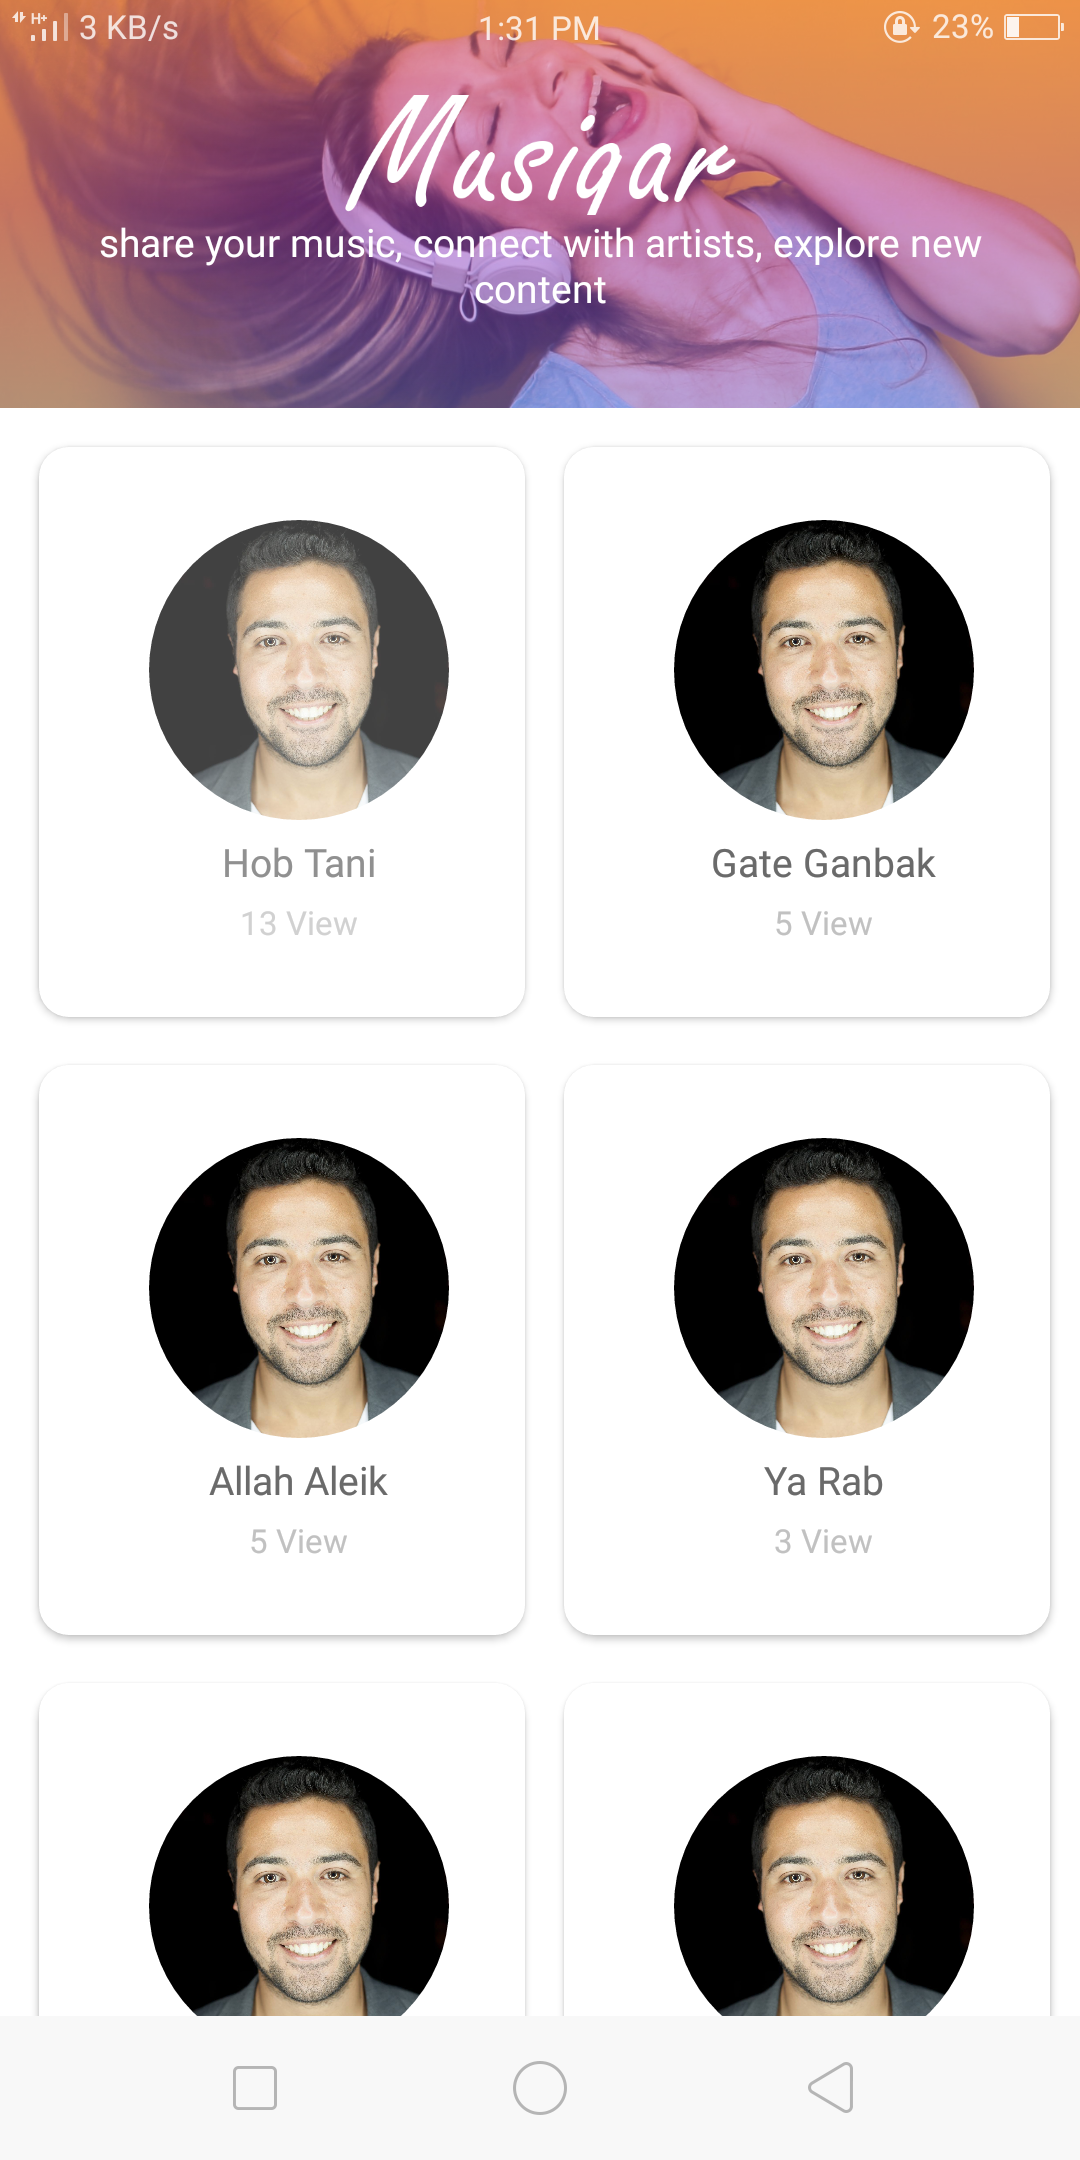 H+ 3 KB/s 1:31 PM 23%
Musiqar
share your music, connect with artists, explore new
content
Hob Tani
13 View
Gate Ganbak
5 View
Allah Aleik
5 View
Ya Rab
3 View